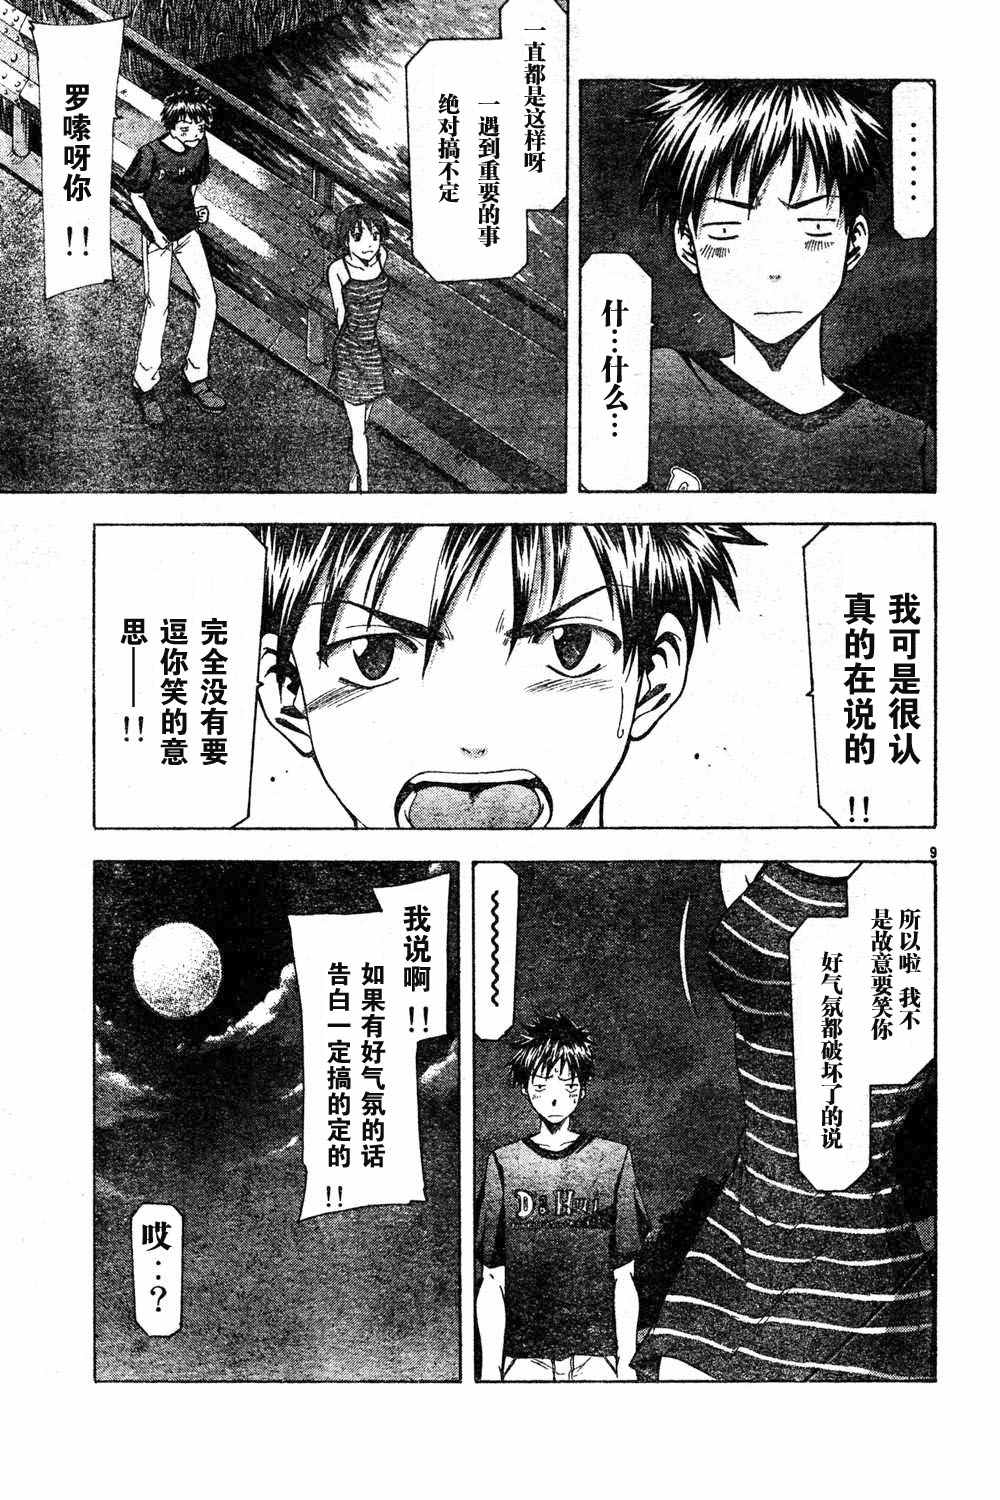 ……
什…什么…
一直都是这样呀
一遇到重要的事
绝对搞不定
罗嗦呀你!!
我可是很认
真的在说的!!
完全没有要
逗你笑的意
思——!!
9
所以啦 我不
是故意要笑你
好气氛都破坏了的说
D.Hui
我说啊!!
如果有好气氛的话
告白一定搞的定的!!
哎…?